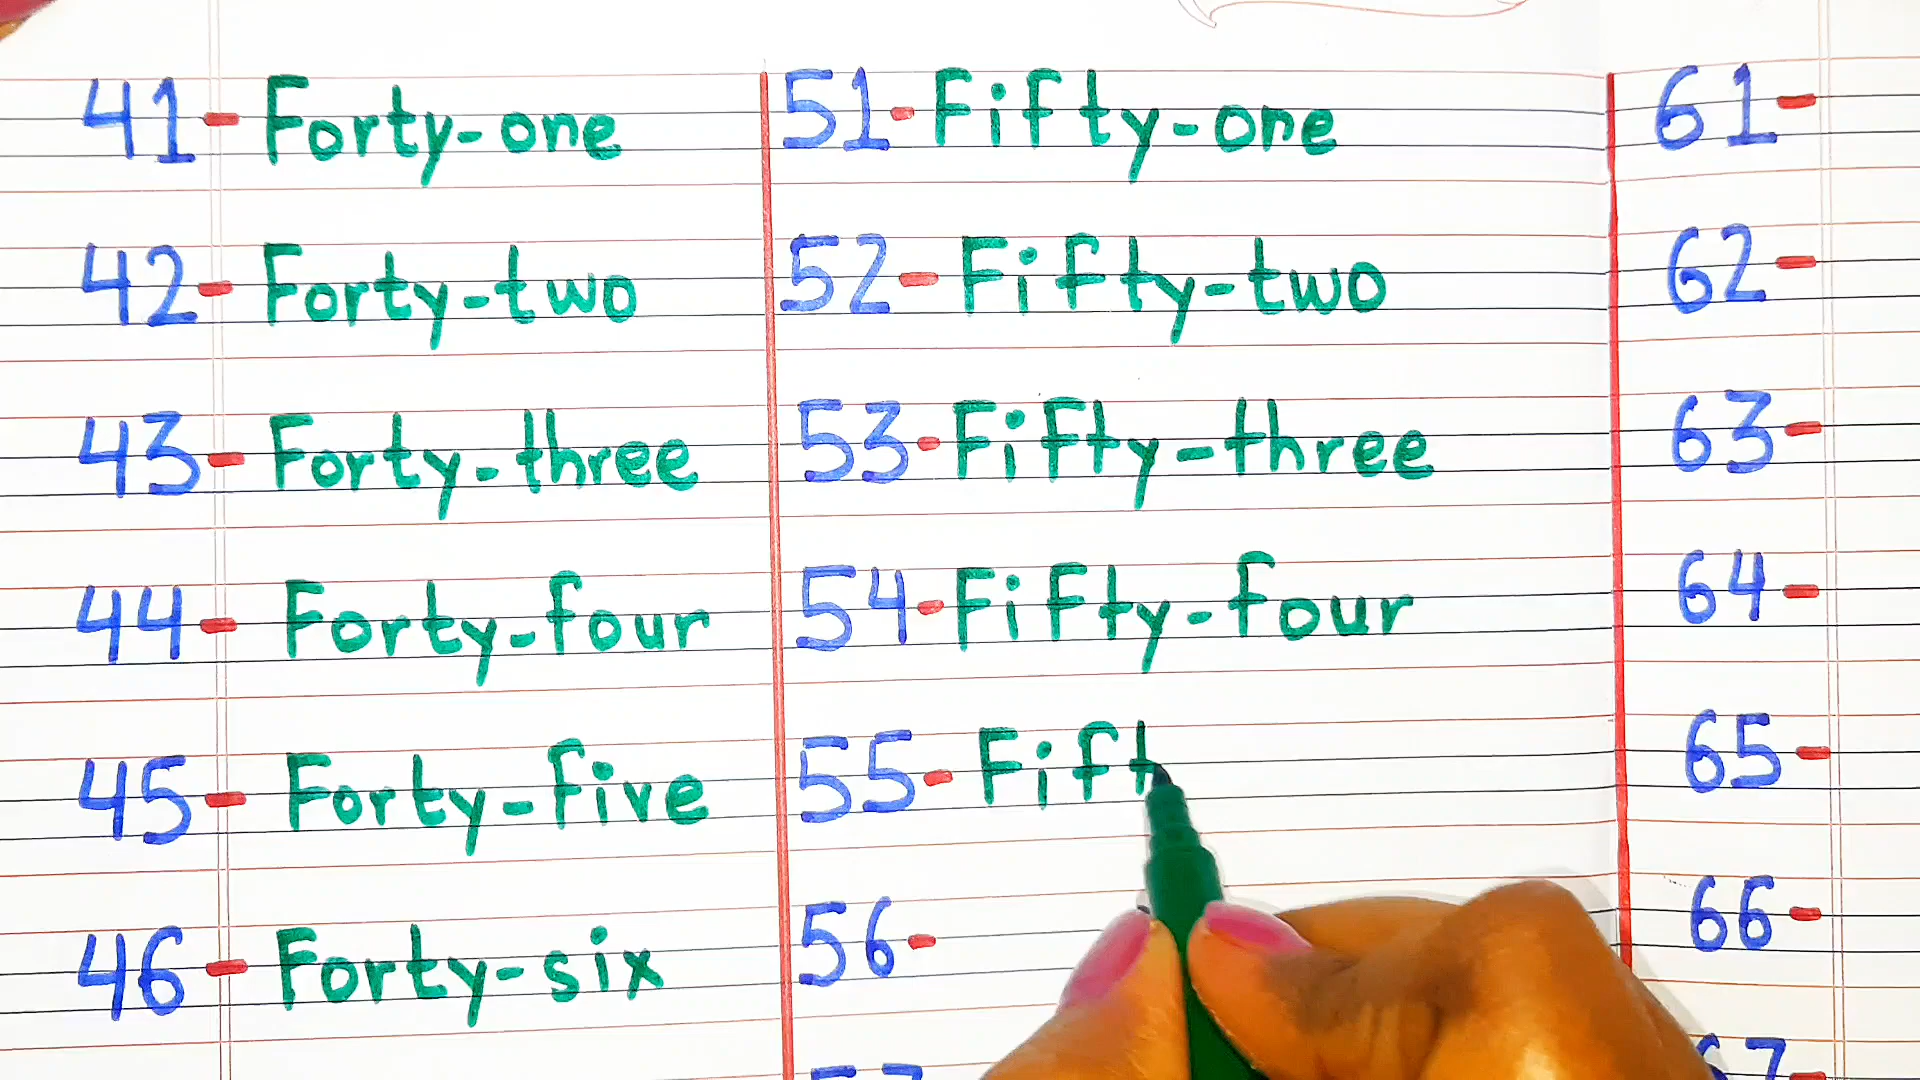 41- Forty-one
42- Forty-two
43- Forty-three
44- Forty-four
45- Forty-five
46- Forty-six
51- Fifty-one
52- Fifty-two
53- Fifty-three
54- Fifty-four
55- Fift
56-
57
61-
62-
63-
64-
65-
66-
67-